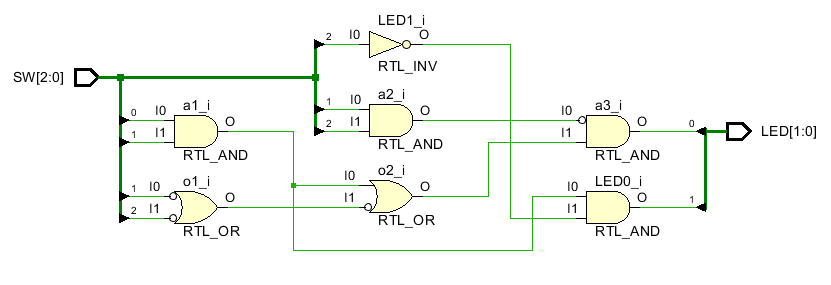 LED1_i
2 I0 O
RTL_INV
SW[2:0]
a1_i
0 I0 O
1 I1
RTL_AND
a2_i
1 I0 O
2 I1
RTL_AND
a3_i
I0 O 0
I1
RTL_AND
LED[1:0]
o1_i
1 I0 O
2 I1
RTL_OR
o2_i
I0 O
I1
RTL_OR
LED0_i
I0 O 1
I1
RTL_AND